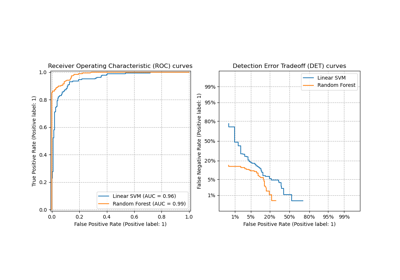 Receiver Operating Characteristic (ROC) curves
1.0
0.8
0.6
0.4
0.2
0.0
True Positive Rate (Positive label: 1)
Linear SVM (AUC = 0.96)
Random Forest (AUC = 0.99)
0.0 0.2 0.4 0.6 0.8 1.0
False Positive Rate (Positive label: 1)
Detection Error Tradeoff (DET) curves
99%
95%
80%
50%
20%
5%
1%
False Negative Rate (Positive label: 1)
Linear SVM
Random Forest
1% 5% 20% 50% 80% 95% 99%
False Positive Rate (Positive label: 1)